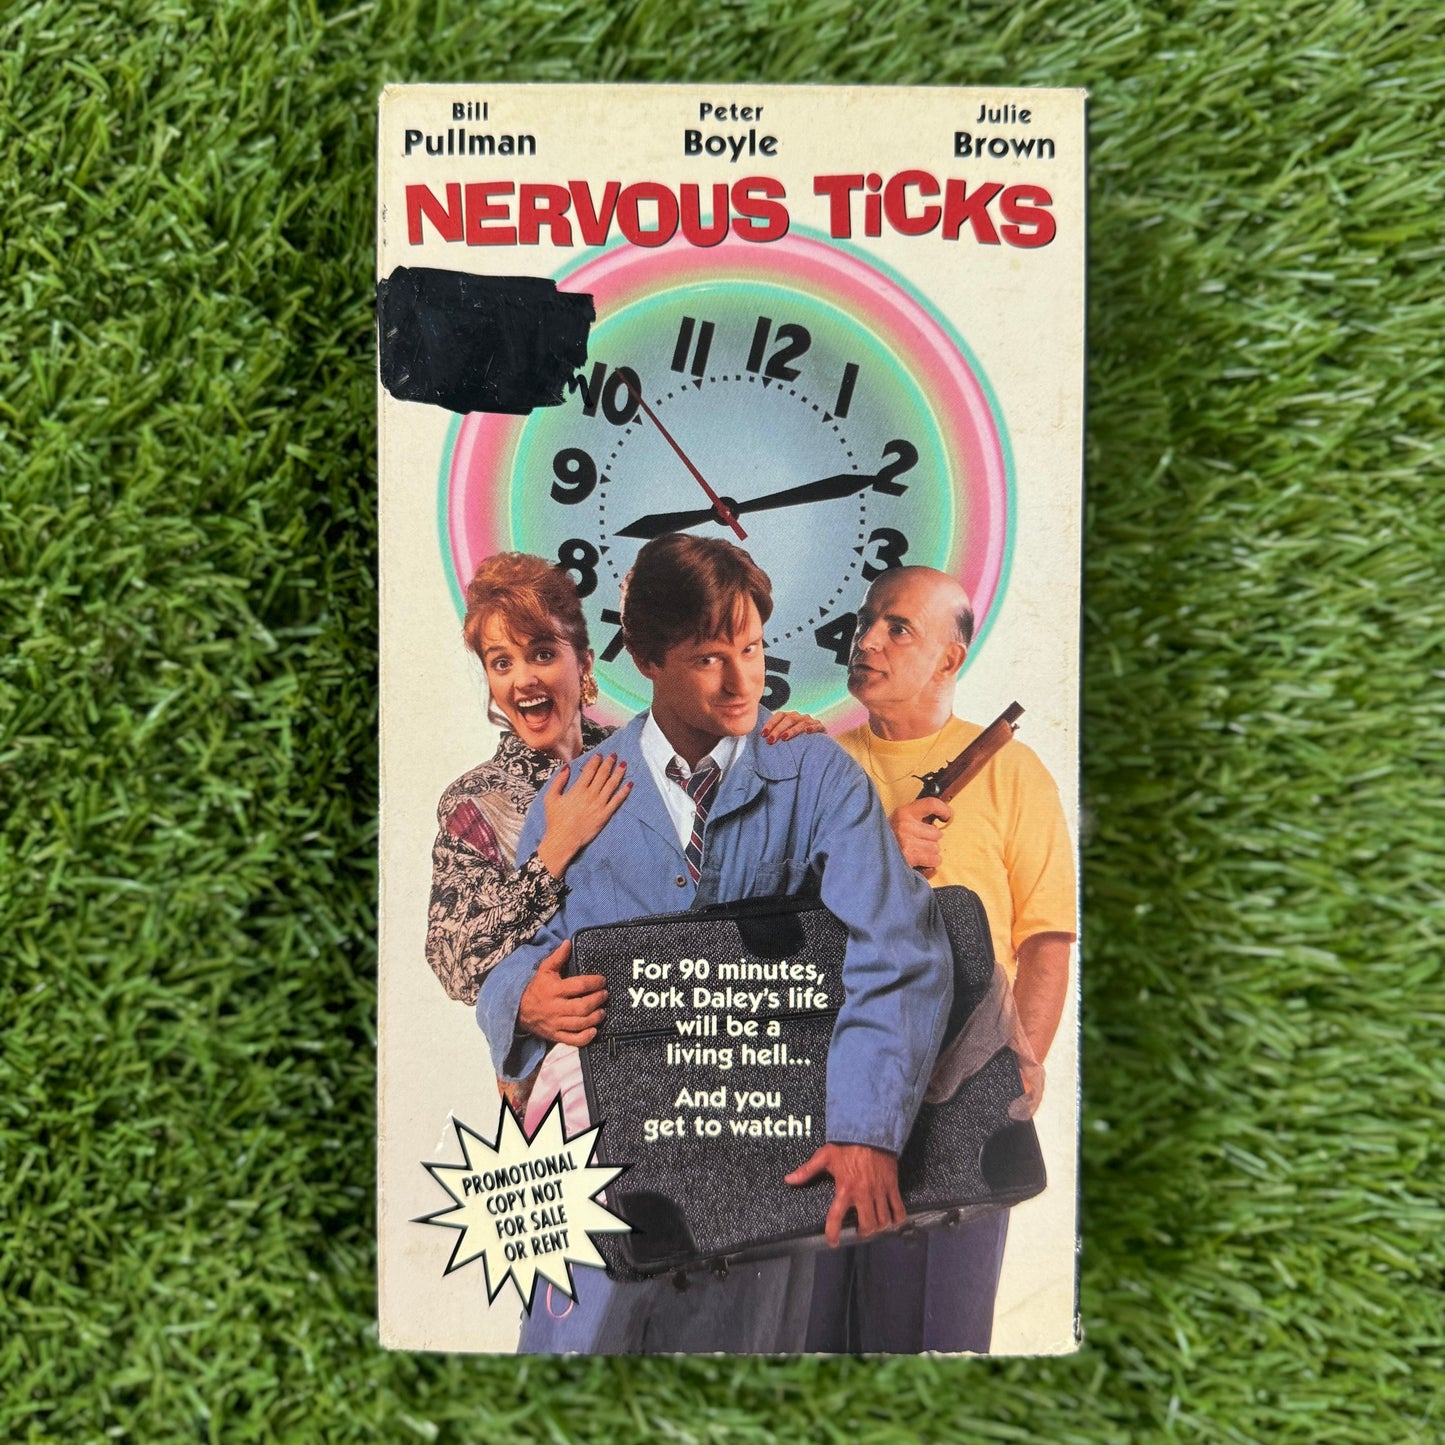 Bill
Pullman
Peter
Boyle
Julie
Brown
NERVOUS TiCKS
11 12 1
10 2
9 3
8 4
7 5
For 90 minutes,
York Daley's life
will be a
living hell...
And you
get to watch!
PROMOTIONAL
COPY NOT
FOR SALE
OR RENT